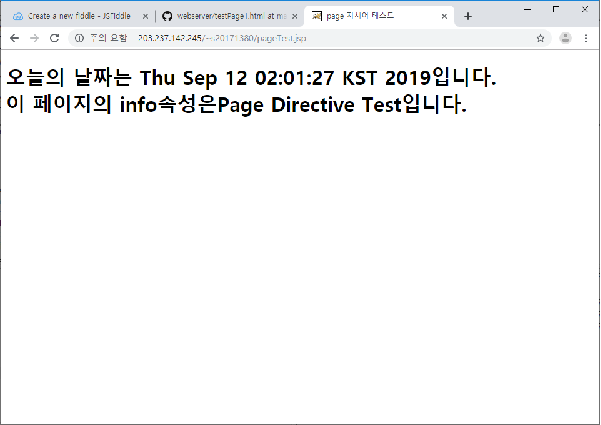 Create a new fiddle - JSFiddle
webserver/testPage1.html at ma
page 지시어 테스트
주의 요함
203.237.142.245/~s20171380/pageTest.jsp
오늘의 날짜는 Thu Sep 12 02:01:27 KST 2019입니다.
이 페이지의 info속성은Page Directive Test입니다.